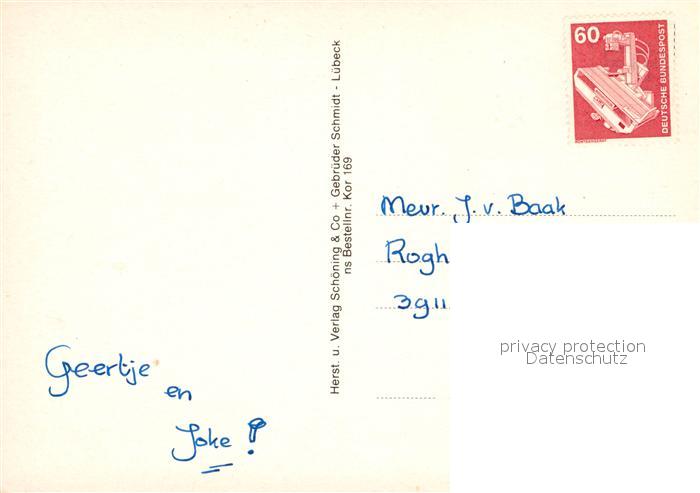 60
DEUTSCHE BUNDESPOST
Herst. u. Verlag Schöning & Co + Gebrüder Schmidt - Lübeck
ns Bestellnr. Kor 169
Meur. J. v. Baak
Rogh
3911
privacy protection
Datenschutz
Geertje
en
Joke!